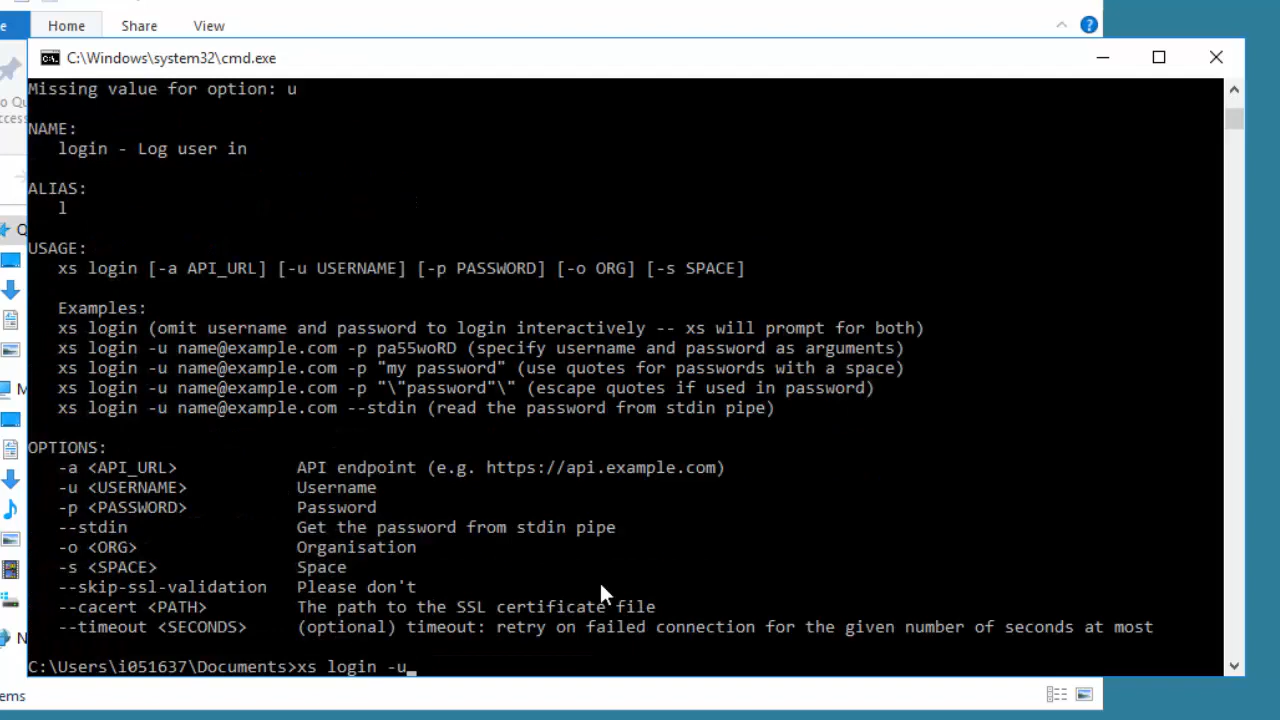 Home Share View
C:\Windows\system32\cmd.exe
Missing value for option: u
NAME:
login - Log user in
ALIAS:
l
USAGE:
xs login [-a API_URL] [-u USERNAME] [-p PASSWORD] [-o ORG] [-s SPACE]
Examples:
xs login (omit username and password to login interactively -- xs will prompt for both)
xs login -u name@example.com -p pa55woRD (specify username and password as arguments)
xs login -u name@example.com -p "my password" (use quotes for passwords with a space)
xs login -u name@example.com -p "\"password"\" (escape quotes if used in password)
xs login -u name@example.com --stdin (read the password from stdin pipe)
OPTIONS:
-a <API_URL> API endpoint (e.g. https://api.example.com)
-u <USERNAME> Username
-p <PASSWORD> Password
--stdin Get the password from stdin pipe
-o <ORG> Organisation
-s <SPACE> Space
--skip-ssl-validation Please don't
--cacert <PATH> The path to the SSL certificate file
--timeout <SECONDS> (optional) timeout: retry on failed connection for the given number of seconds at most
C:\Users\i051637\Documents>xs login -u